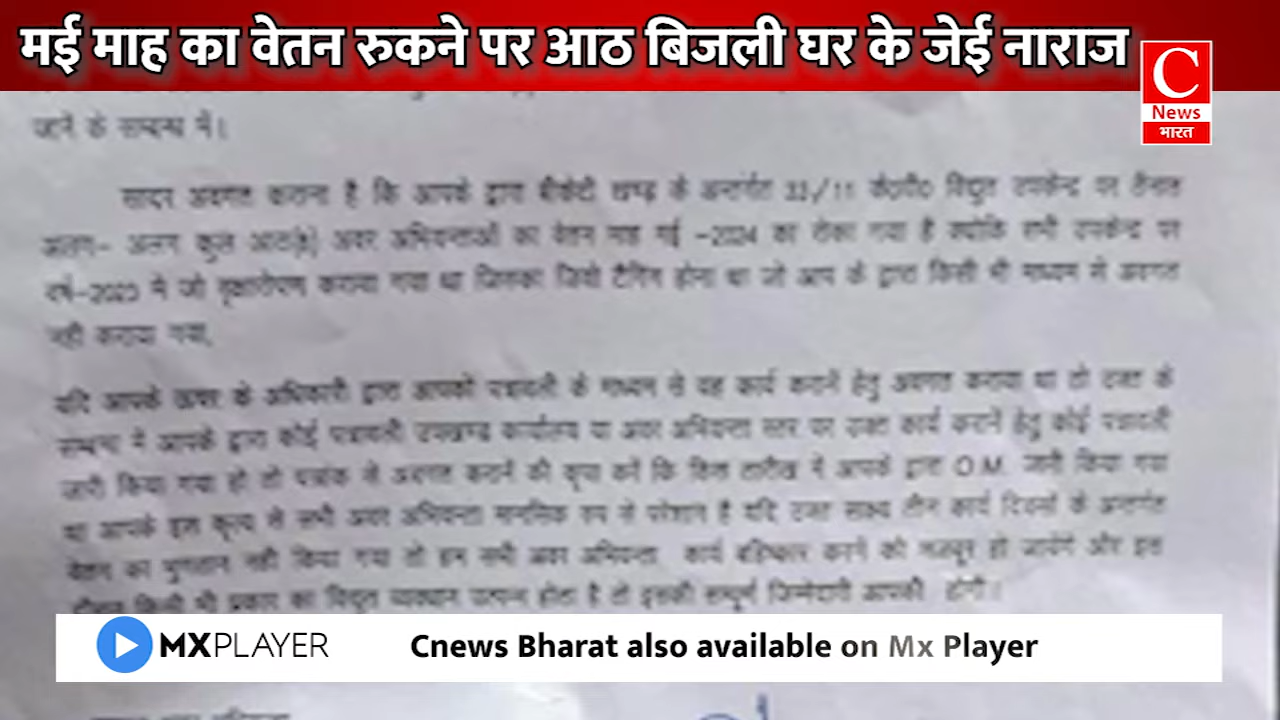 मई माह का वेतन रुकने पर आठ बिजली घर के जेई नाराज
C
News
भारत
जाने के सम्बन्ध में।
सादर अवगत कराना है कि आपके द्वारा बीकेटी खण्ड के अन्तर्गत 33/11 के०वी० विद्युत उपकेन्द्र पर तैनात
अलग- अलग कुल आठ(8) अवर अभियन्ताओं का वेतन माह मई -2024 का रोका गया है क्योंकि सभी उपकेन्द्र पर
वर्ष-2023 में जो वृक्षारोपण कराया गया था जिसका जियो टैगिंग होना था जो आप के द्वारा किसी भी माध्यम से अवगत
नहीं कराया गया,
यदि आपके ऊपर के अधिकारी द्वारा आपको पत्रावली के माध्यम से यह कार्य कराने हेतु अवगत कराया था तो उक्त के
सम्बन्ध में आपके द्वारा कोई पत्रावली उपखण्ड कार्यालय या अवर अभियन्ता स्तर पर उक्त कार्य कराने हेतु कोई पत्रावली
जारी किया गया हो तो पत्रांक से अवगत कराने की कृपा करें कि किस तारीख में आपके द्वारा O.M. जारी किया गया
था आपके इस कृत्य से सभी अवर अभियन्ता मानसिक रुप से परेशान है यदि उक्त तीन कार्य दिवसों के अन्तर्गत
वेतन का भुगतान नहीं किया गया तो हम सभी अवर अभियन्ता कार्य बहिष्कार करने को मजबूर हो जायेंगे और इस
दौरान किसी भी प्रकार का विद्युत व्यवधान उत्पन्न होता है तो इसकी सम्पूर्ण जिम्मेदारी आपकी होगी।
MXPLAYER
Cnews Bharat also available on Mx Player